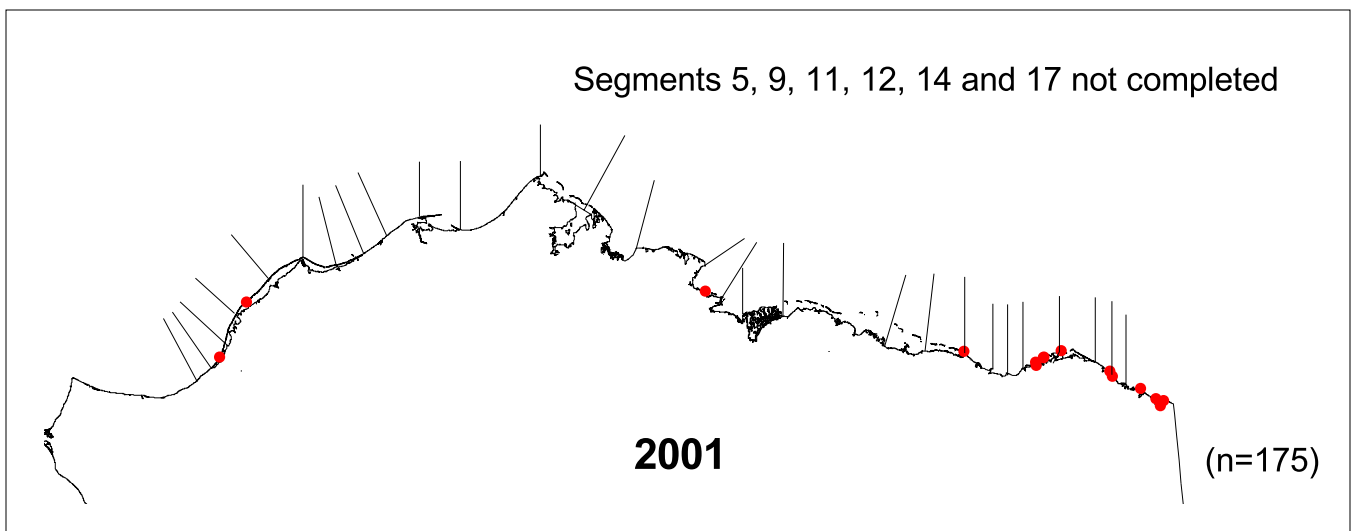 Segments 5, 9, 11, 12, 14 and 17 not completed
2001
(n=175)